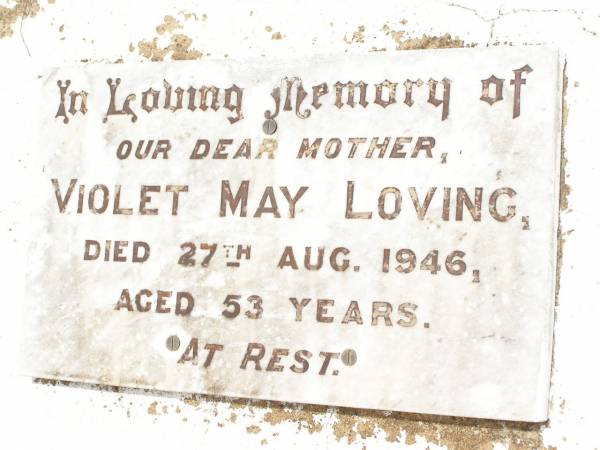 In Loving Memory of
OUR DEAR MOTHER,
VIOLET MAY LOVING,
DIED 27TH AUG. 1946,
AGED 53 YEARS.
AT REST.